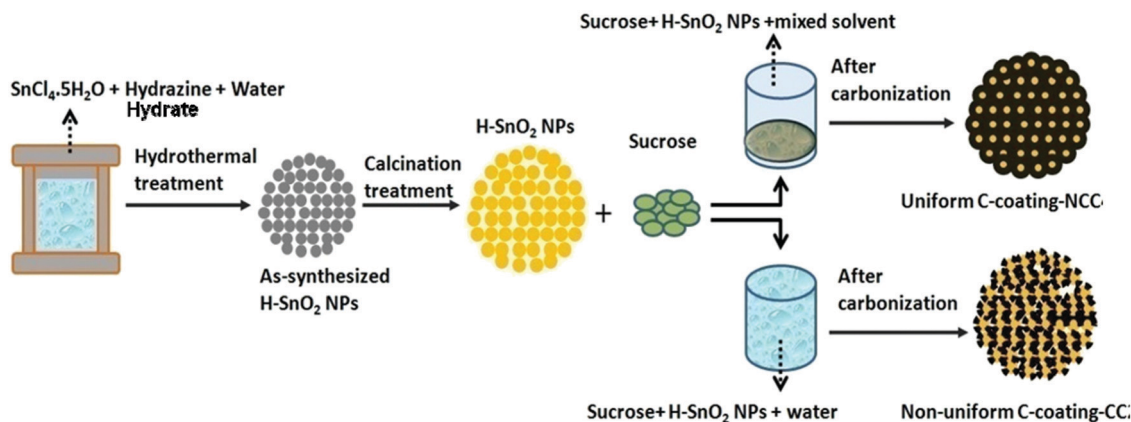 SnCl₄.5H₂O + Hydrazine + Water
Hydrate
Hydrothermal
treatment
As-synthesized
H-SnO₂ NPs
Calcination
treatment
H-SnO₂ NPs
+
Sucrose
Sucrose+ H-SnO₂ NPs +mixed solvent
After
carbonization
Uniform C-coating-NCC
Sucrose+ H-SnO₂ NPs + water
After
carbonization
Non-uniform C-coating-CC